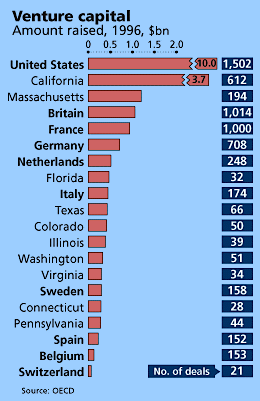 Venture capital
Amount raised, 1996, $bn
0 .5 1.0 1.5 2.0
United States 10.0 1,502
California 3.7 612
Massachusetts 194
Britain 1,014
France 1,000
Germany 708
Netherlands 248
Florida 32
Italy 174
Texas 66
Colorado 50
Illinois 39
Washington 51
Virginia 34
Sweden 158
Connecticut 28
Pennsylvania 44
Spain 152
Belgium 153
Switzerland No. of deals 21
Source: OECD